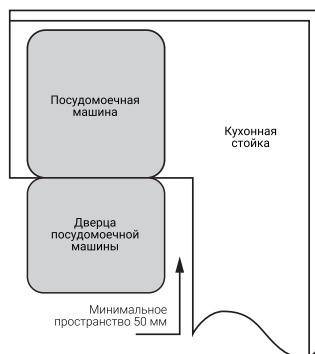 Посудомоечная
машина
Кухонная
стойка
Дверца
посудомоечной
машины
Минимальное
пространство 50 мм